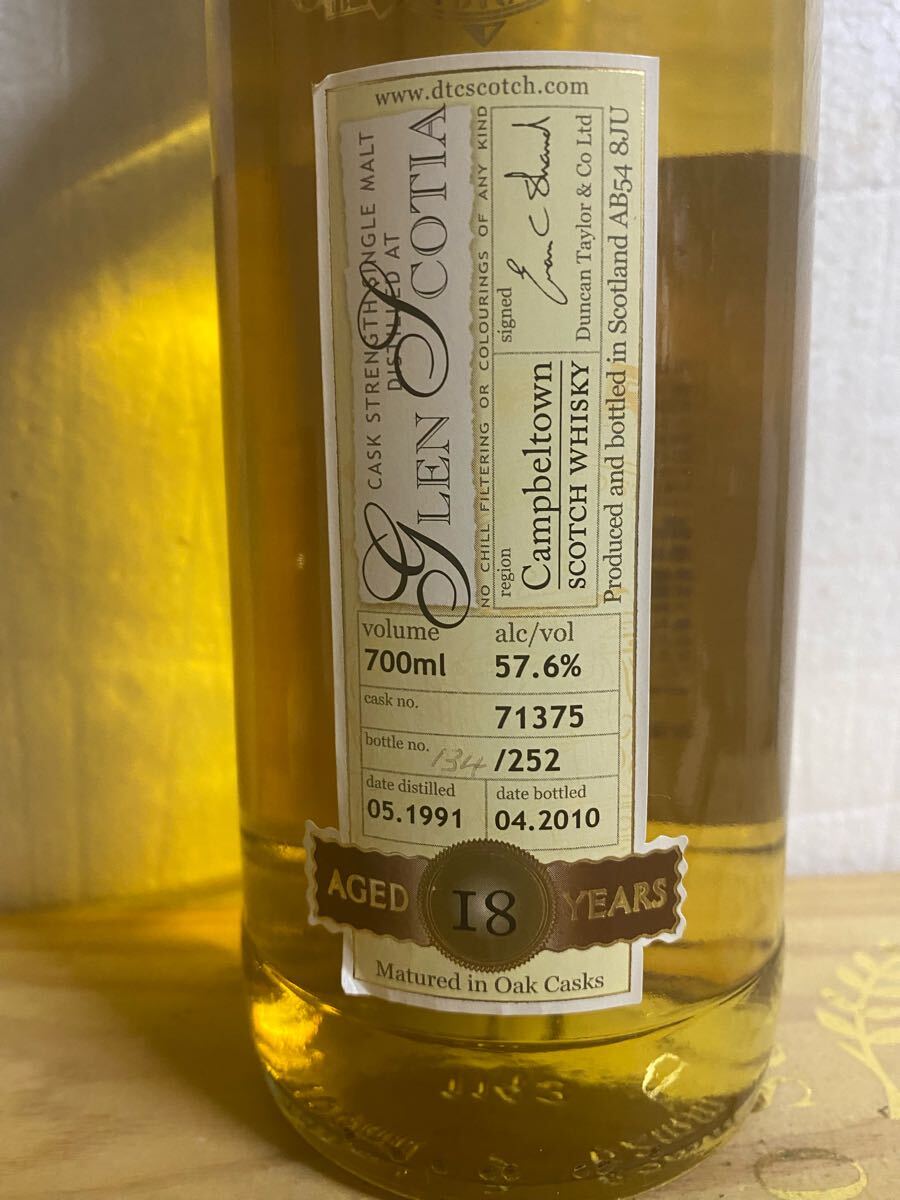 www.dtcscotch.com
CASK STRENGTH SINGLE MALT
DISTILLED AT
GLEN SCOTIA
NO CHILL FILTERING OR COLOURINGS OF ANY KIND
region
Campbeltown
SCOTCH WHISKY
signed
Euan C Shand
Duncan Taylor & Co Ltd
Produced and bottled in Scotland AB54 8JU
volume
700ml
alc/vol
57.6%
cask no.
71375
bottle no.
134 /252
date distilled
05.1991
date bottled
04.2010
AGED 18 YEARS
Matured in Oak Casks